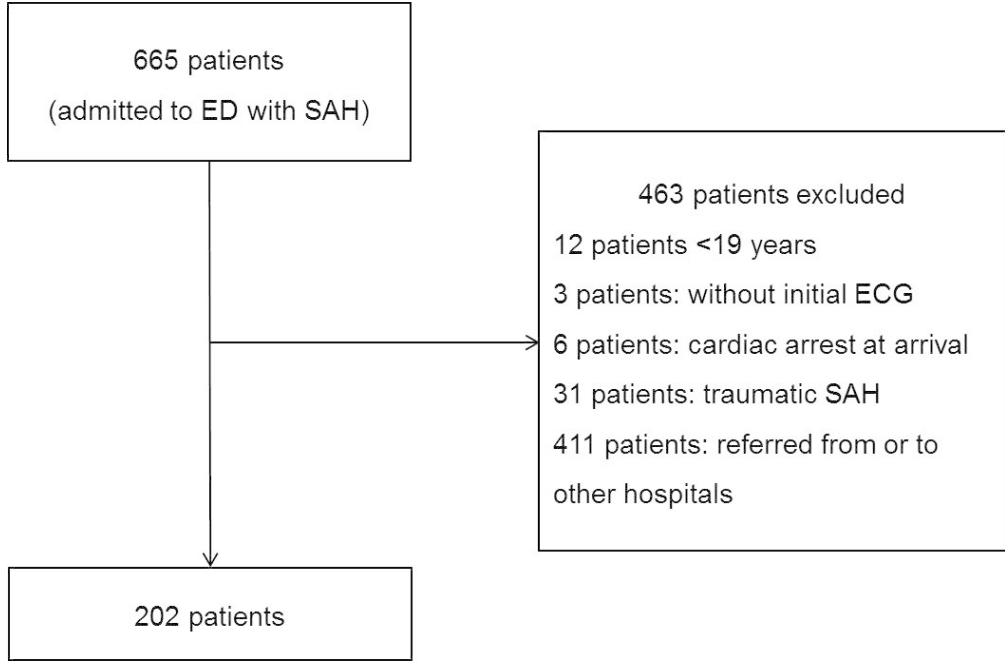 665 patients
(admitted to ED with SAH)
463 patients excluded
12 patients <19 years
3 patients: without initial ECG
6 patients: cardiac arrest at arrival
31 patients: traumatic SAH
411 patients: referred from or to
other hospitals
202 patients